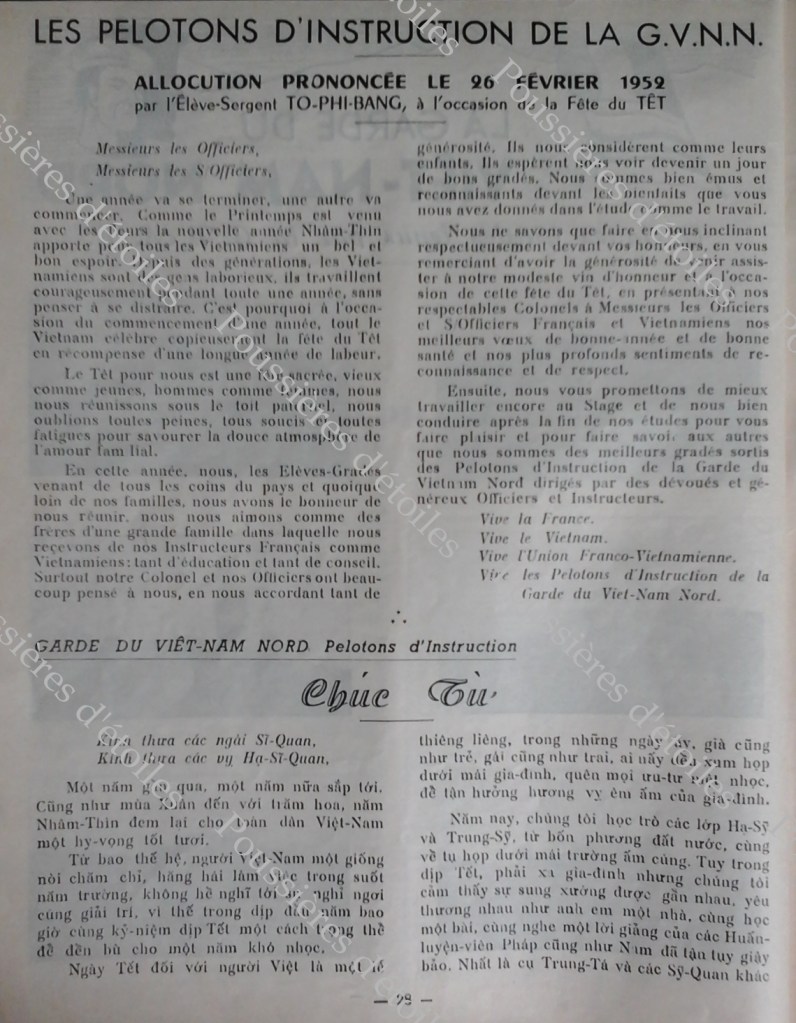 LES PELOTONS D'INSTRUCTION DE LA G.V.N.N.
ALLOCUTION PRONONCÉE LE 26 FÉVRIER 1952
par l'Élève-Sergent TO-PHI-BANG, à l'occasion de la Fête du TÊT
Messieurs les Officiers,
Messieurs les S/Officiers,
Une année va se terminer, une autre va
commencer. Comme le Printemps est venu
avec les fleurs la nouvelle année Nhâm-Thin
apporte pour tous les Vietnamiens un bel et
bon espoir. Depuis des générations, les Viet-
namiens sont des gens laborieux, ils travaillent
courageusement pendant toute une année, sans
penser à se distraire. C'est pourquoi à l'occa-
sion du commencement d'une année, tout le
Vietnam célèbre copieusement la fête du Têt
en récompense d'une longue année de labeur.
Le Têt pour nous est une fête sacrée, vieux
comme jeunes, hommes comme femmes, nous
nous réunissons sous le toit paternel, nous
oublions toutes peines, tous soucis et toutes
fatigues pour savourer la douce atmosphère de
l'amour fam lial.
En cette année, nous, les Elèves-Gradés
venant de tous les coins du pays et quoique
loin de nos familles, nous avons le bonheur de
nous réunir, nous nous aimons comme des
frères d'une grande famille dans laquelle nous
recevons de nos Instructeurs Français comme
Vietnamiens: tant d'éducation et tant de conseil.
Surtout notre Colonel et nos Officiers ont beau-
coup pensé à nous, en nous accordant tant de
générosité. Ils nous considèrent comme leurs
enfants. Ils espèrent nous voir devenir un jour
de bons gradés. Nous sommes bien émus et
reconnaissants devant les bienfaits que vous
nous avez donnés dans l'étude comme le travail.
Nous ne savons que faire en nous inclinant
respectueusement devant vos honneurs, en vous
remerciant d'avoir la générosité de venir assis-
ter à notre modeste vin d'honneur et à l'occa-
sion de cette fête du Têt, en présentant à nos
respectables Colonels à Messieurs les Officiers
et S/Officiers Français et Vietnamiens nos
meilleurs vœux de bonne-année et de bonne
santé et nos plus profonds sentiments de re-
connaissance et de respect.
Ensuite, nous vous promettons de mieux
travailler encore au Stage et de nous bien
conduire après la fin de nos études pour vous
faire plaisir et pour faire savoir aux autres
que nous sommes des meilleurs gradés sortis
des Pelotons d'Instruction de la Garde du
Vietnam Nord dirigés par des dévoués et gé-
néreux Officiers et Instructeurs.
Vive la France.
Vive le Vietnam.
Vive l'Union Franco-Vietnamienne.
Vive les Pelotons d'Instruction de la
Garde du Viet-Nam Nord.
GARDE DU VIÊT-NAM NORD Pelotons d'Instruction
Chúc Từ
Kính thưa các ngài Sĩ-Quan,
Kính thưa các vỵ Hạ-Sĩ-Quan,
Một năm qua, một năm nữa sắp tới.
Cũng như mùa Xuân đến với trăm hoa, năm
Nhâm-Thìn đem lại cho toàn dân Việt-Nam
một hy-vọng tốt tươi.
Từ bao thế hệ, người Việt-Nam một giống
nòi chăm chỉ, hăng hái làm việc trong suốt
năm trường, không hề nghĩ tới sự nghỉ ngơi
cùng giải trí, vì thế trong dịp đầu năm bao
giờ cũng kỷ-niệm dịp Tết một cách trọng thể
để đền bù cho một năm khó nhọc.
Ngày Tết đối với người Việt là một lễ
thiêng liêng, trong những ngày ấy, già cũng
như trẻ, gái cũng như trai, ai nấy đều xum họp
dưới mái gia-đình, quên mọi ưu-tư mệt nhọc,
để tận hưởng hương vỵ êm ấm của gia-đình.
Năm nay, chúng tôi học trò các lớp Hạ-Sỹ
và Trung-Sỹ, từ bốn phương đất nước, cùng
về tụ họp dưới mái trường ấm cúng. Tuy trong
dịp Tết, phải xa gia-đình nhưng chúng tôi
cảm thấy sự sung xướng được gần nhau, yêu
thương nhau như anh em một nhà, cùng học
một bài, cùng nghe một lời giảng của các Huấn-
luyện-viên Pháp cũng như Nam đã tận tụy giậy
bảo. Nhất là cụ Trung-Tá và các Sỹ-Quan khác
— 28 —
Poussières d'étoiles
Poussières d'étoiles
Poussières d'étoiles
Poussières d'étoiles
Poussières d'étoiles
Poussières d'étoiles